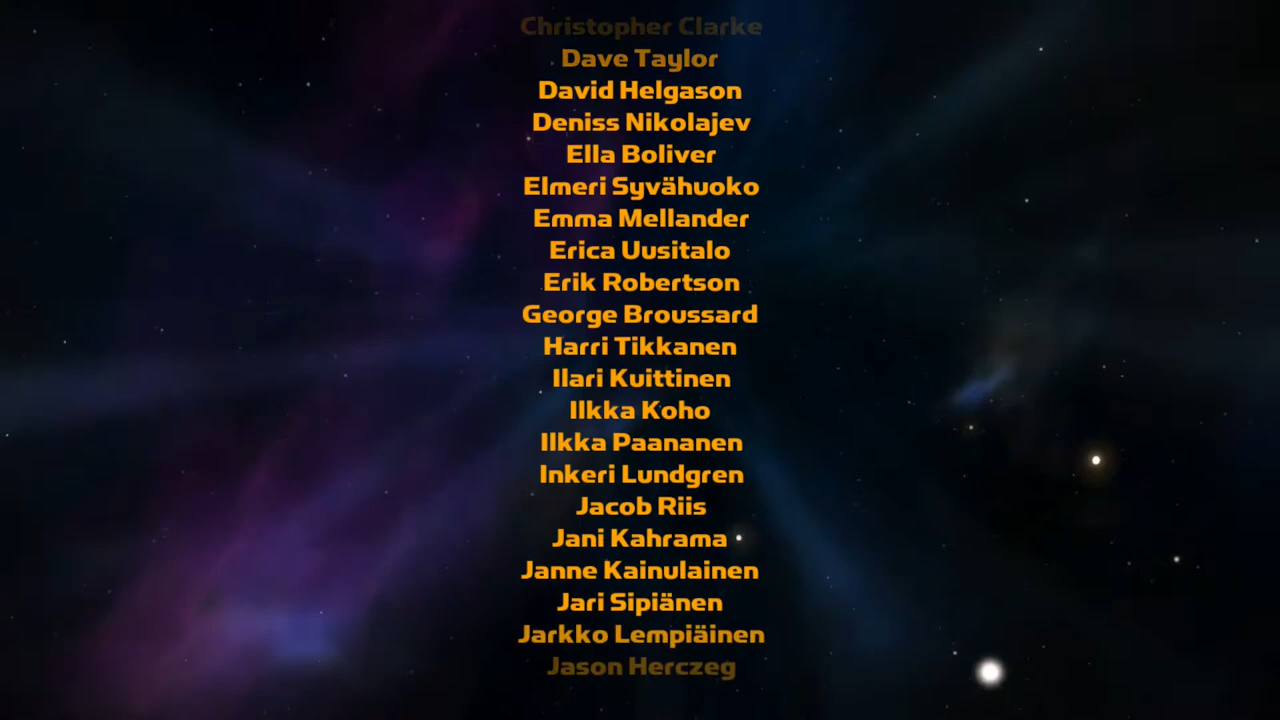 Christopher Clarke
Dave Taylor
David Helgason
Deniss Nikolajev
Ella Boliver
Elmeri Syvähuoko
Emma Mellander
Erica Uusitalo
Erik Robertson
George Broussard
Harri Tikkanen
Ilari Kuittinen
Ilkka Koho
Ilkka Paananen
Inkeri Lundgren
Jacob Riis
Jani Kahrama
Janne Kainulainen
Jari Sipiänen
Jarkko Lempiäinen
Jason Herczeg